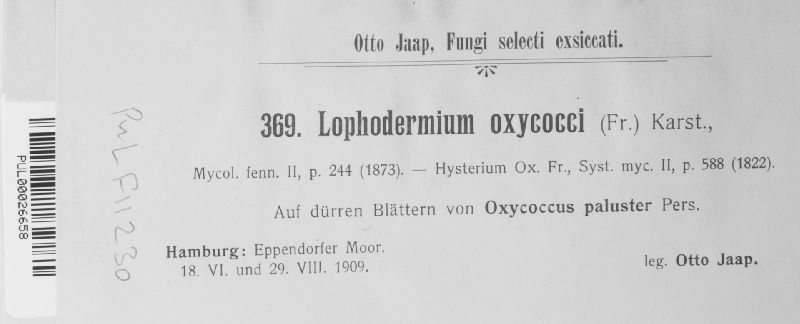 Otto Jaap, Fungi selecti exsiccati.
369. Lophodermium oxycocci (Fr.) Karst.,
Mycol. fenn. II, p. 244 (1873). — Hysterium Ox. Fr., Syst. myc. II, p. 588 (1822).
Auf dürren Blättern von Oxycoccus paluster Pers.
Hamburg: Eppendorfer Moor.
18. VI. und 29. VIII. 1909.
leg. Otto Jaap.
PUL00026658
PUL F11230